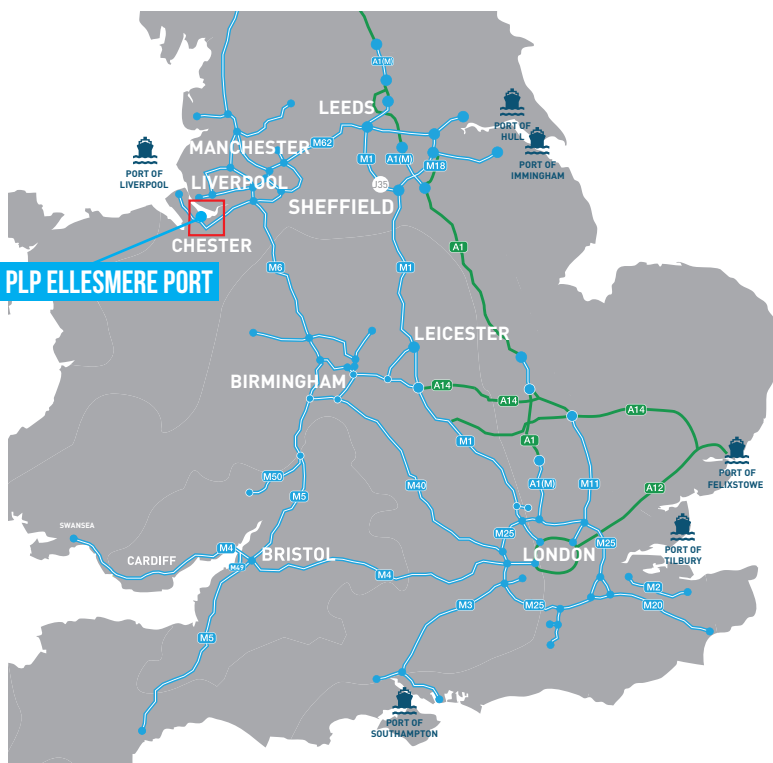 A1(M)
LEEDS
PORT OF
HULL
MANCHESTER
M62
PORT OF
IMMINGHAM
M1
A1(M)
M18
PORT OF
LIVERPOOL
LIVERPOOL
J35
SHEFFIELD
CHESTER
A1
M6
M1
PLP ELLESMERE PORT
LEICESTER
BIRMINGHAM
A14
A14
A14
M1
A1
PORT OF
FELIXSTOWE
M50
M40
A1(M)
M11
A12
M5
SWANSEA
M25
PORT OF
TILBURY
CARDIFF
M4
BRISTOL
LONDON
M25
M49
M4
M2
M3
M25
M20
M5
PORT OF
SOUTHAMPTON